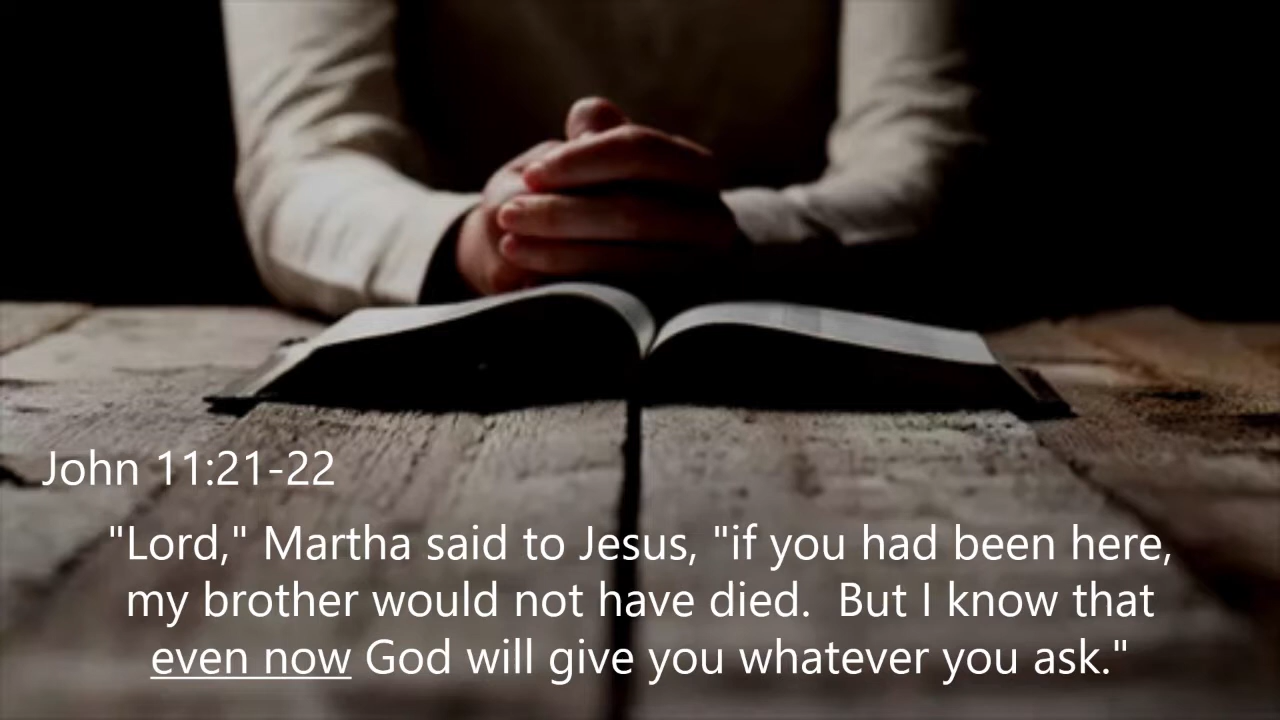 John 11:21-22
"Lord," Martha said to Jesus, "if you had been here,
my brother would not have died.  But I know that
even now God will give you whatever you ask."